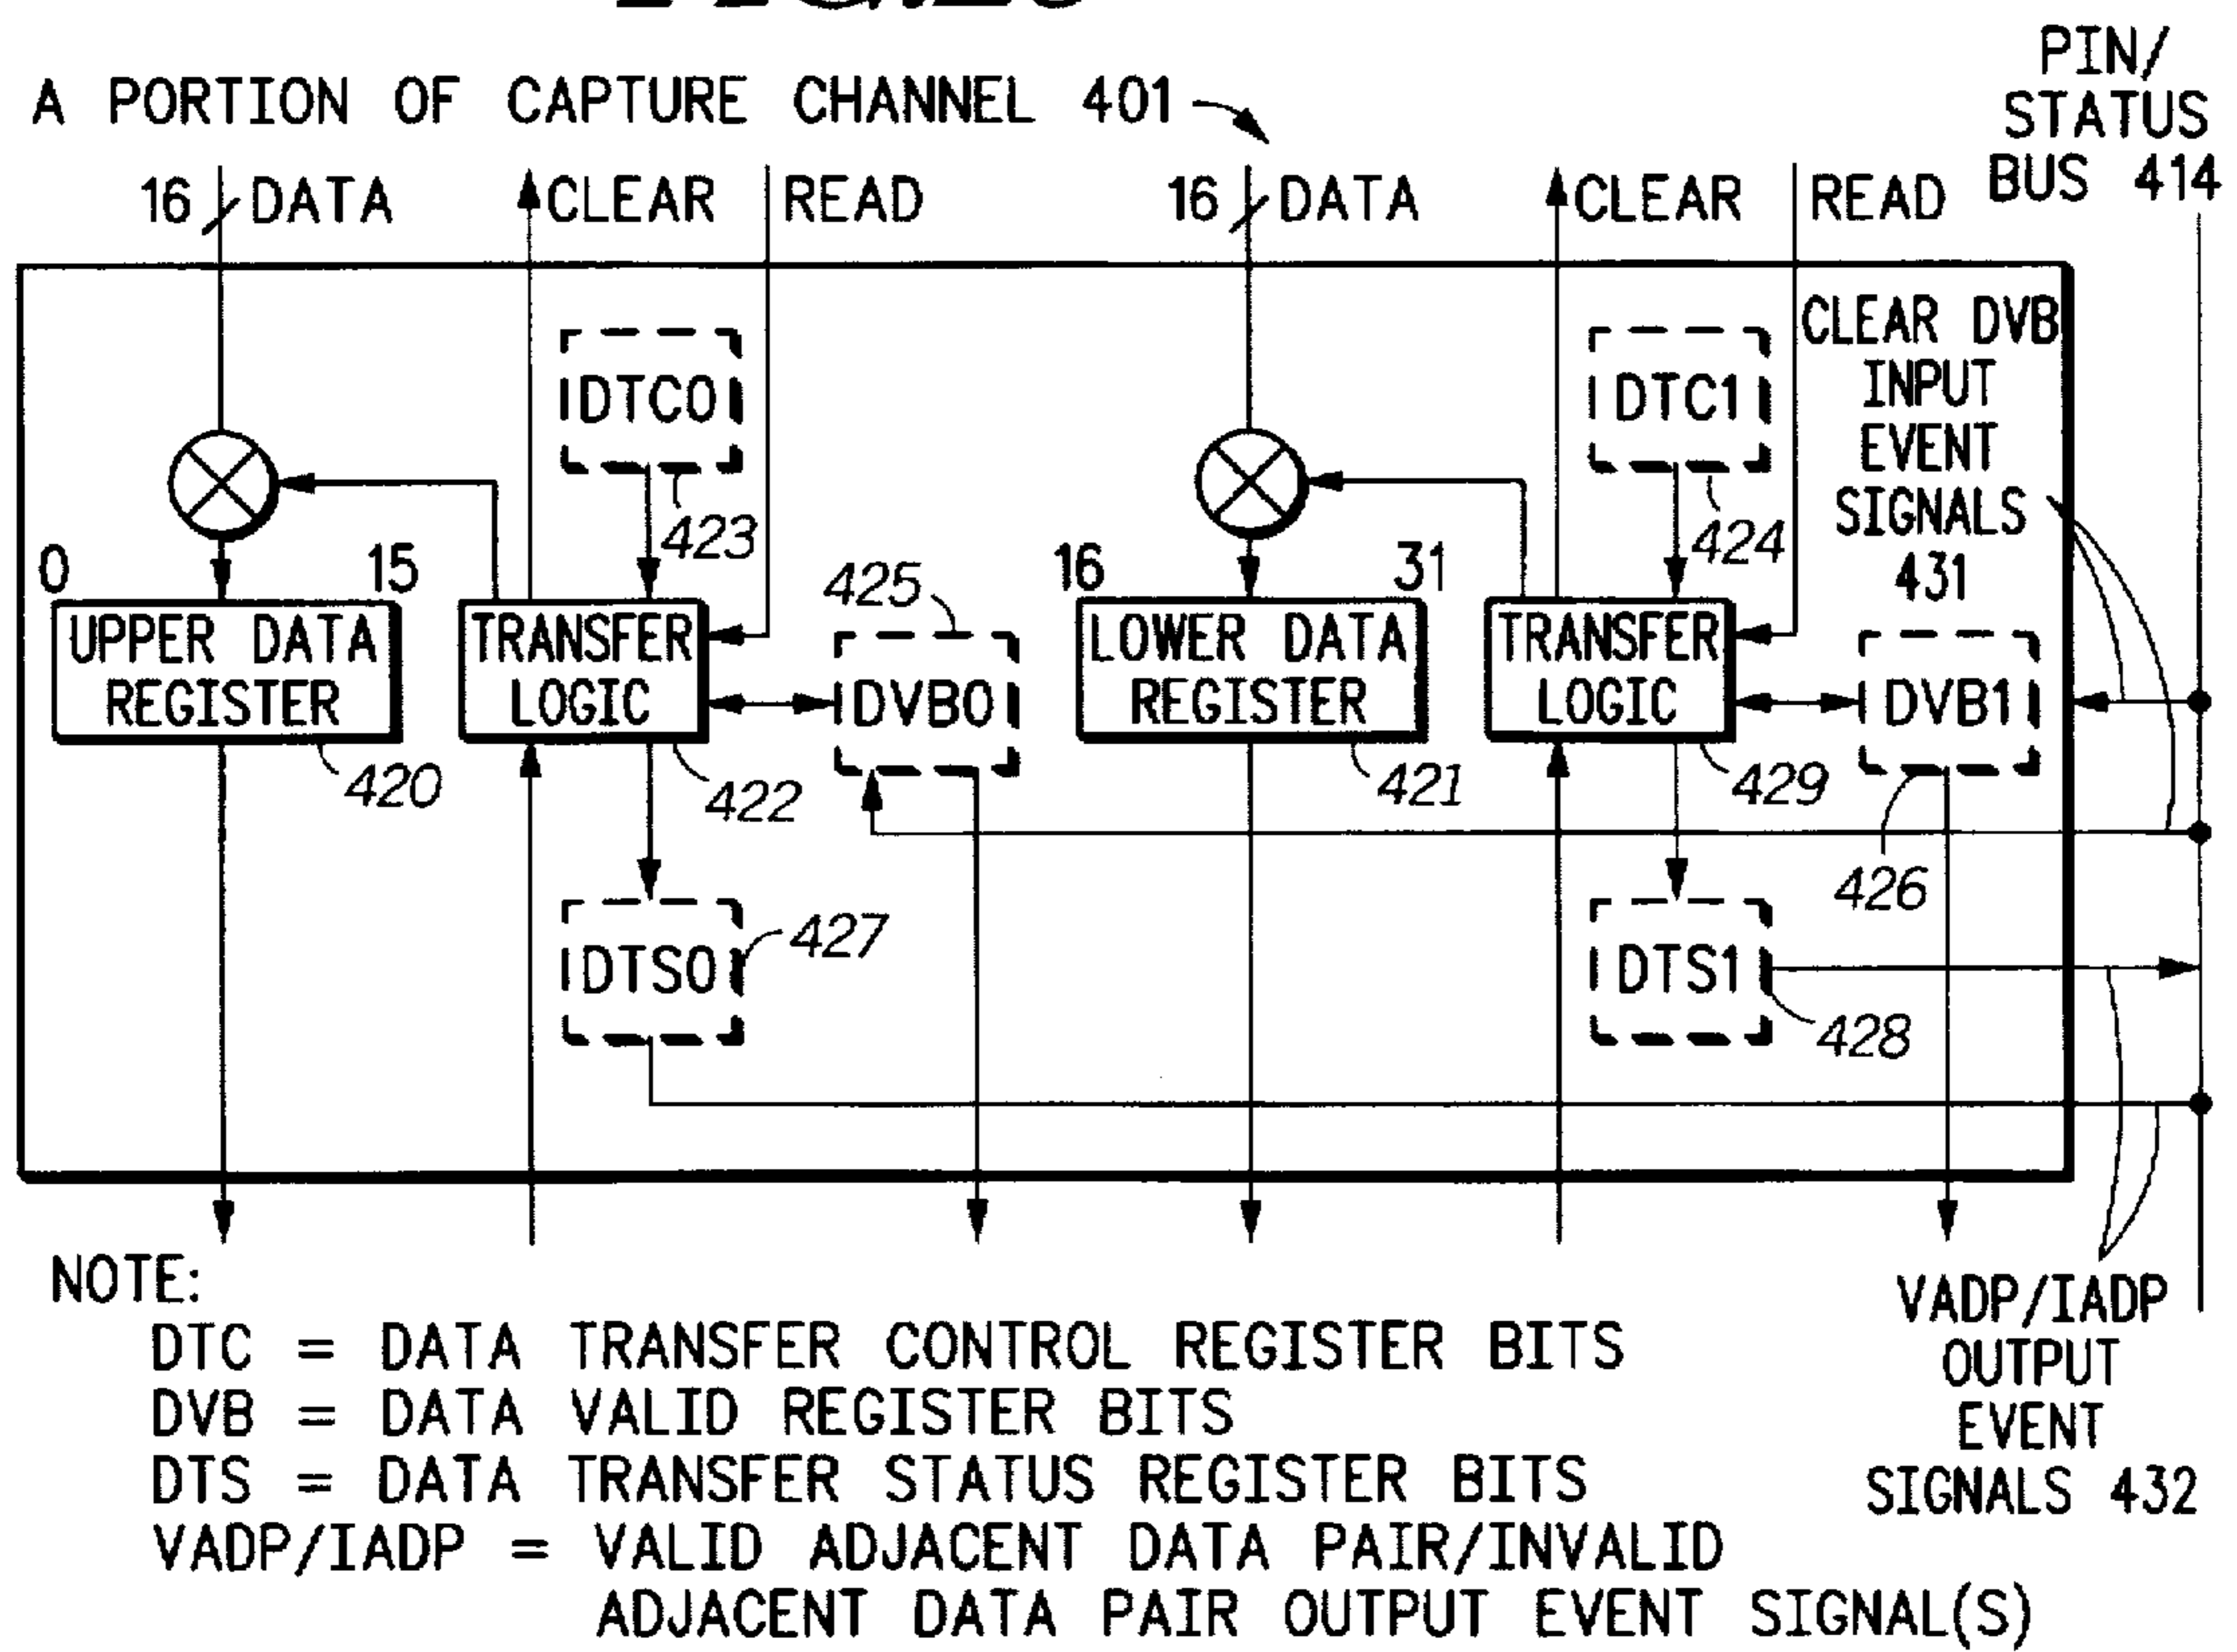 A PORTION OF CAPTURE CHANNEL 401
PIN/
STATUS
BUS 414
16 DATA
CLEAR
READ
16 DATA
CLEAR
READ
CLEAR DVB
INPUT
EVENT
SIGNALS
431
DTC0
423
DTC1
424
0
15
425
16
31
UPPER DATA
REGISTER
420
TRANSFER
LOGIC
422
DVB0
LOWER DATA
REGISTER
421
TRANSFER
LOGIC
429
DVB1
426
DTS0
427
DTS1
428
NOTE:
DTC = DATA TRANSFER CONTROL REGISTER BITS
DVB = DATA VALID REGISTER BITS
DTS = DATA TRANSFER STATUS REGISTER BITS
VADP/IADP = VALID ADJACENT DATA PAIR/INVALID
ADJACENT DATA PAIR OUTPUT EVENT SIGNAL(S)
VADP/IADP
OUTPUT
EVENT
SIGNALS 432